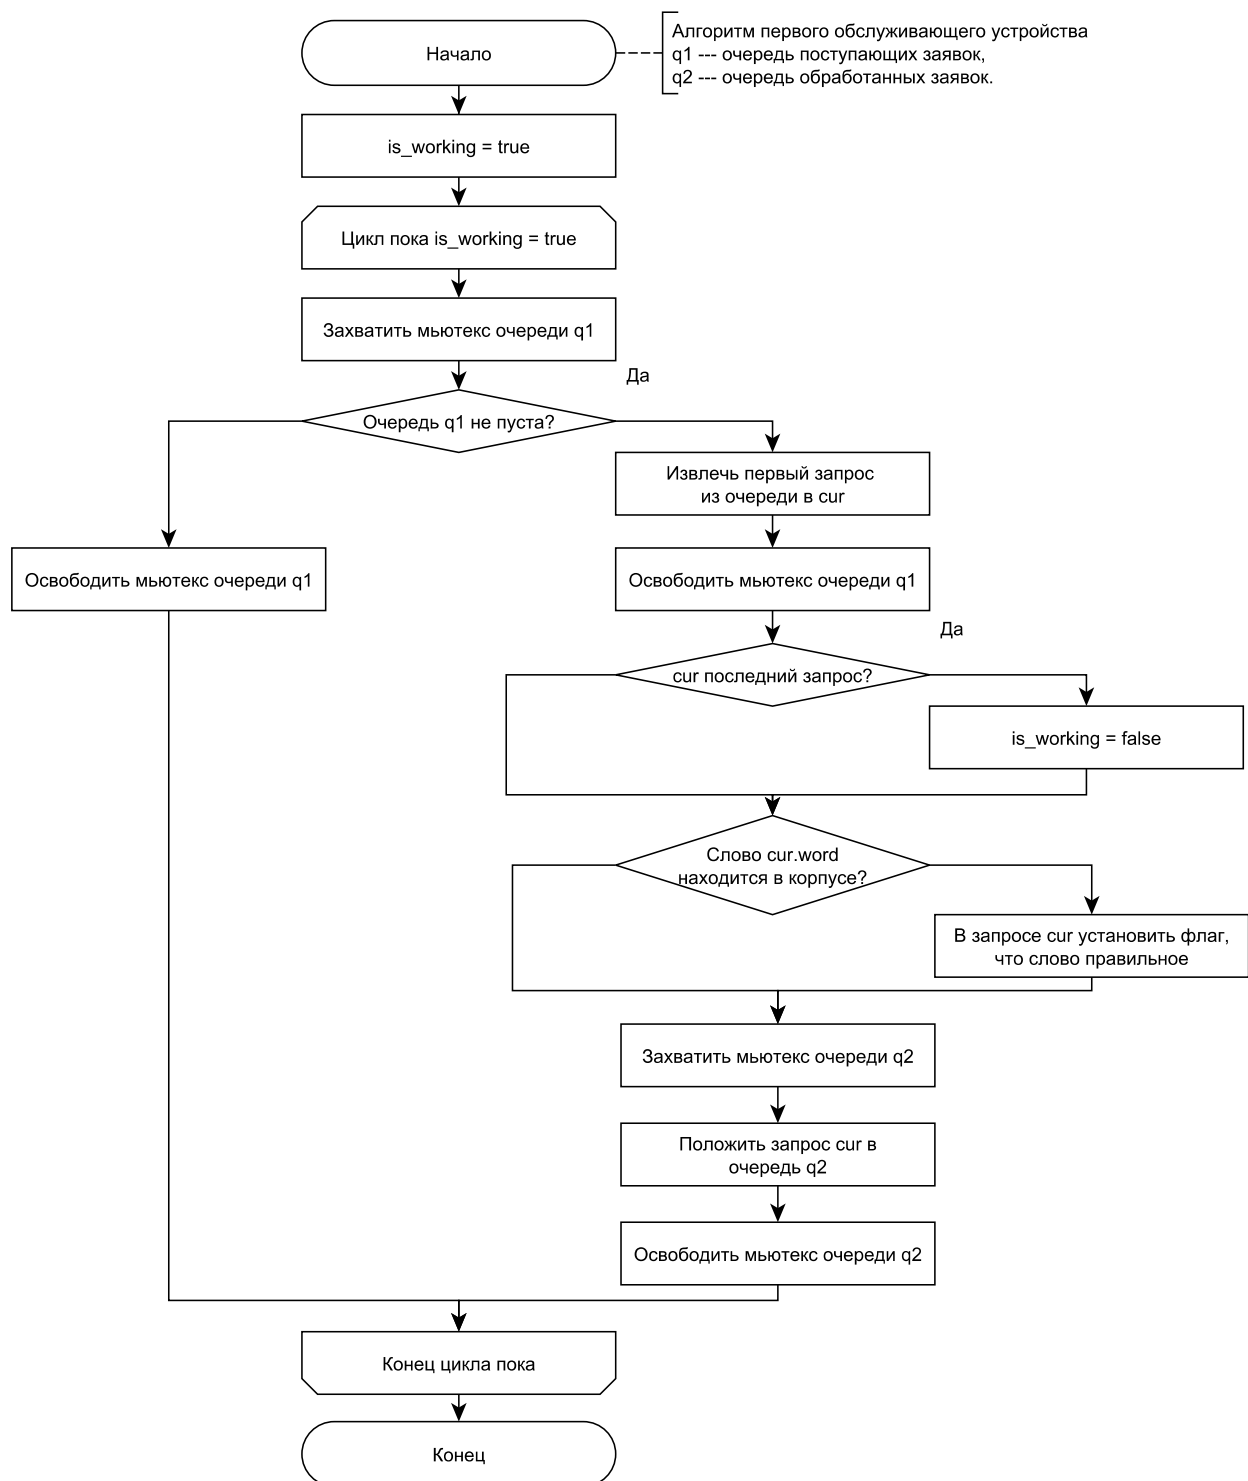 Начало
Алгоритм первого обслуживающего устройства
q1 --- очередь поступающих заявок,
q2 --- очередь обработанных заявок.
is_working = true
Цикл пока is_working = true
Захватить мьютекс очереди q1
Да
Очередь q1 не пуста?
Извлечь первый запрос
из очереди в cur
Освободить мьютекс очереди q1
Освободить мьютекс очереди q1
Да
cur последний запрос?
is_working = false
Слово cur.word
находится в корпусе?
В запросе cur установить флаг,
что слово правильное
Захватить мьютекс очереди q2
Положить запрос cur в
очередь q2
Освободить мьютекс очереди q2
Конец цикла пока
Конец